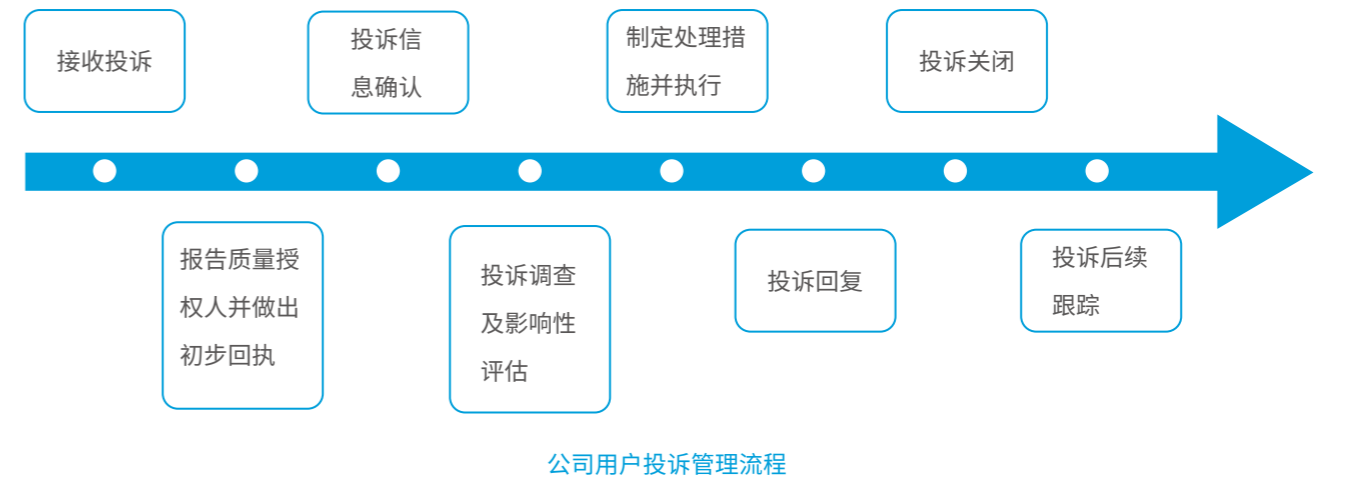 接收投诉
投诉信
息确认
制定处理措
施并执行
投诉关闭
报告质量授
权人并做出
初步回执
投诉调查
及影响性
评估
投诉回复
投诉后续
跟踪
公司用户投诉管理流程